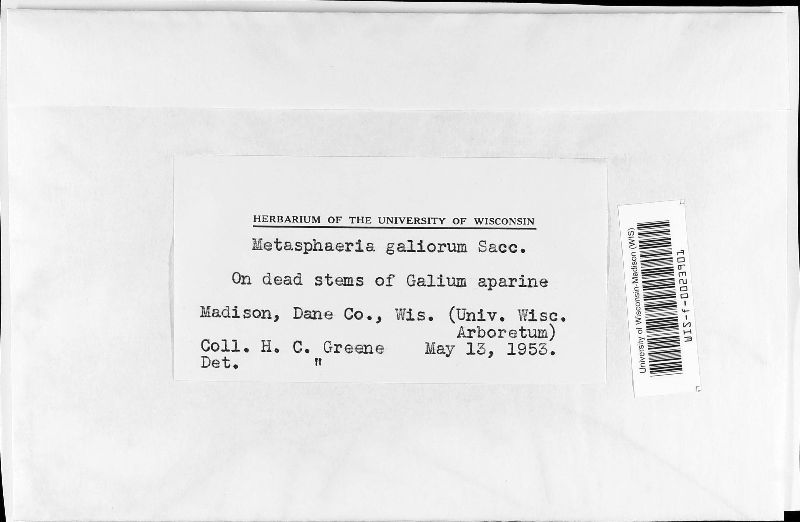 HERBARIUM OF THE UNIVERSITY OF WISCONSIN
Metasphaeria galiorum Sacc.
On dead stems of Galium aparine
Madison, Dane Co., Wis. (Univ. Wisc.
Arboretum)
Coll. H. C. Greene May 13, 1953.
Det. "
University of Wisconsin-Madison (WIS)
WIS-f-0023901